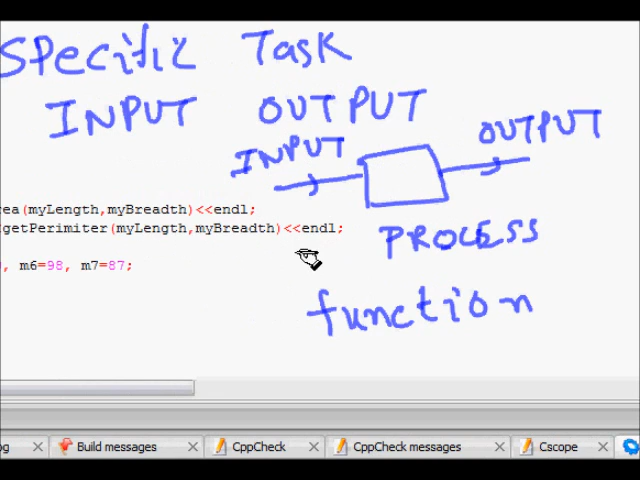 Specific Task
INPUT OUTPUT
INPUT OUTPUT
rea(myLength,myBreadth)<<endl;
getPerimiter(myLength,myBreadth)<<endl;
PROCESS
, m6=98, m7=87;
function
Build messages CppCheck CppCheck messages Cscope